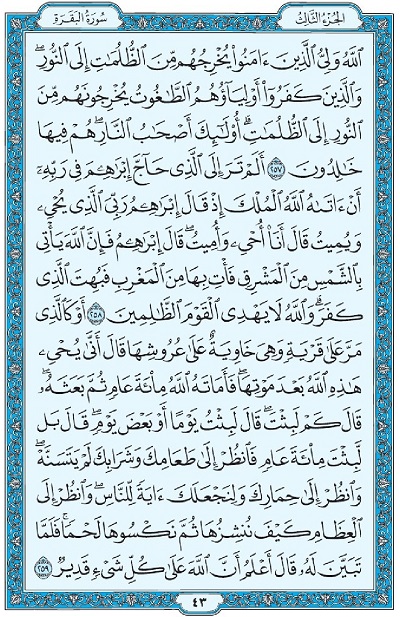 الجزء الثالث
سورة البقرة
ٱللَّهُ وَلِيُّ ٱلَّذِينَ ءَامَنُوا۟ يُخْرِجُهُم مِّنَ ٱلظُّلُمَـٰتِ إِلَى ٱلنُّورِ ۖ
وَٱلَّذِينَ كَفَرُوٓا۟ أَوْلِيَآؤُهُمُ ٱلطَّـٰغُوتُ يُخْرِجُونَهُم مِّنَ
ٱلنُّورِ إِلَى ٱلظُّلُمَـٰتِ ۗ أُو۟لَـٰٓئِكَ أَصْحَـٰبُ ٱلنَّارِ ۖ هُمْ فِيهَا
خَـٰلِدُونَ ٢٥٧ أَلَمْ تَرَ إِلَى ٱلَّذِى حَآجَّ إِبْرَٰهِـۧمَ فِى رَبِّهِۦٓ
أَنْ ءَاتَىٰهُ ٱللَّهُ ٱلْمُلْكَ إِذْ قَالَ إِبْرَٰهِـۧمُ رَبِّىَ ٱلَّذِى يُحْىِۦ
وَيُمِيتُ قَالَ أَنَا۠ أُحْىِۦ وَأُمِيتُ ۖ قَالَ إِبْرَٰهِـۧمُ فَإِنَّ ٱللَّهَ يَأْتِى
بِٱلشَّمْسِ مِنَ ٱلْمَشْرِقِ فَأْتِ بِهَا مِنَ ٱلْمَغْرِبِ فَبُهِتَ ٱلَّذِى
كَفَرَ ۗ وَٱللَّهُ لَا يَهْدِى ٱلْقَوْمَ ٱلظَّـٰلِمِينَ ٢٥٨ أَوْ كَٱلَّذِى
مَرَّ عَلَىٰ قَرْيَةٍ وَهِىَ خَاوِيَةٌ عَلَىٰ عُرُوشِهَا قَالَ أَنَّىٰ يُحْىِۦ
هَـٰذِهِ ٱللَّهُ بَعْدَ مَوْتِهَا ۖ فَأَمَاتَهُ ٱللَّهُ مِا۟ئَةَ عَامٍ ثُمَّ بَعَثَهُۥ ۖ
قَالَ كَمْ لَبِثْتَ ۖ قَالَ لَبِثْتُ يَوْمًا أَوْ بَعْضَ يَوْمٍ ۖ قَالَ بَل
لَّبِثْتَ مِا۟ئَةَ عَامٍ فَٱنظُرْ إِلَىٰ طَعَامِكَ وَشَرَابِكَ لَمْ يَتَسَنَّهْ ۖ
وَٱنظُرْ إِلَىٰ حِمَارِكَ وَلِنَجْعَلَكَ ءَايَةً لِّلنَّاسِ ۖ وَٱنظُرْ إِلَى
ٱلْعِظَامِ كَيْفَ نُنشِزُهَا ثُمَّ نَكْسُوهَا لَحْمًا ۚ فَلَمَّا
تَبَيَّنَ لَهُۥ قَالَ أَعْلَمُ أَنَّ ٱللَّهَ عَلَىٰ كُلِّ شَىْءٍ قَدِيرٌ ٢٥٩
٤٣